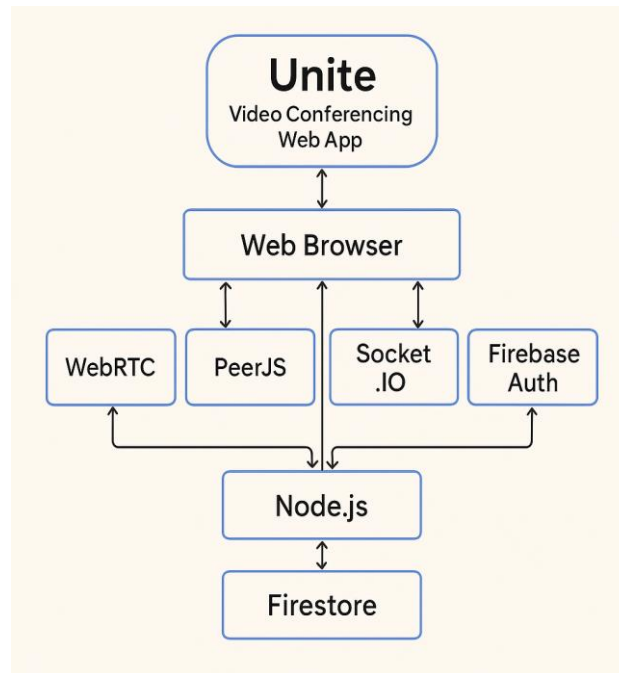 Unite
Video Conferencing
Web App
Web Browser
WebRTC
PeerJS
Socket
.IO
Firebase
Auth
Node.js
Firestore